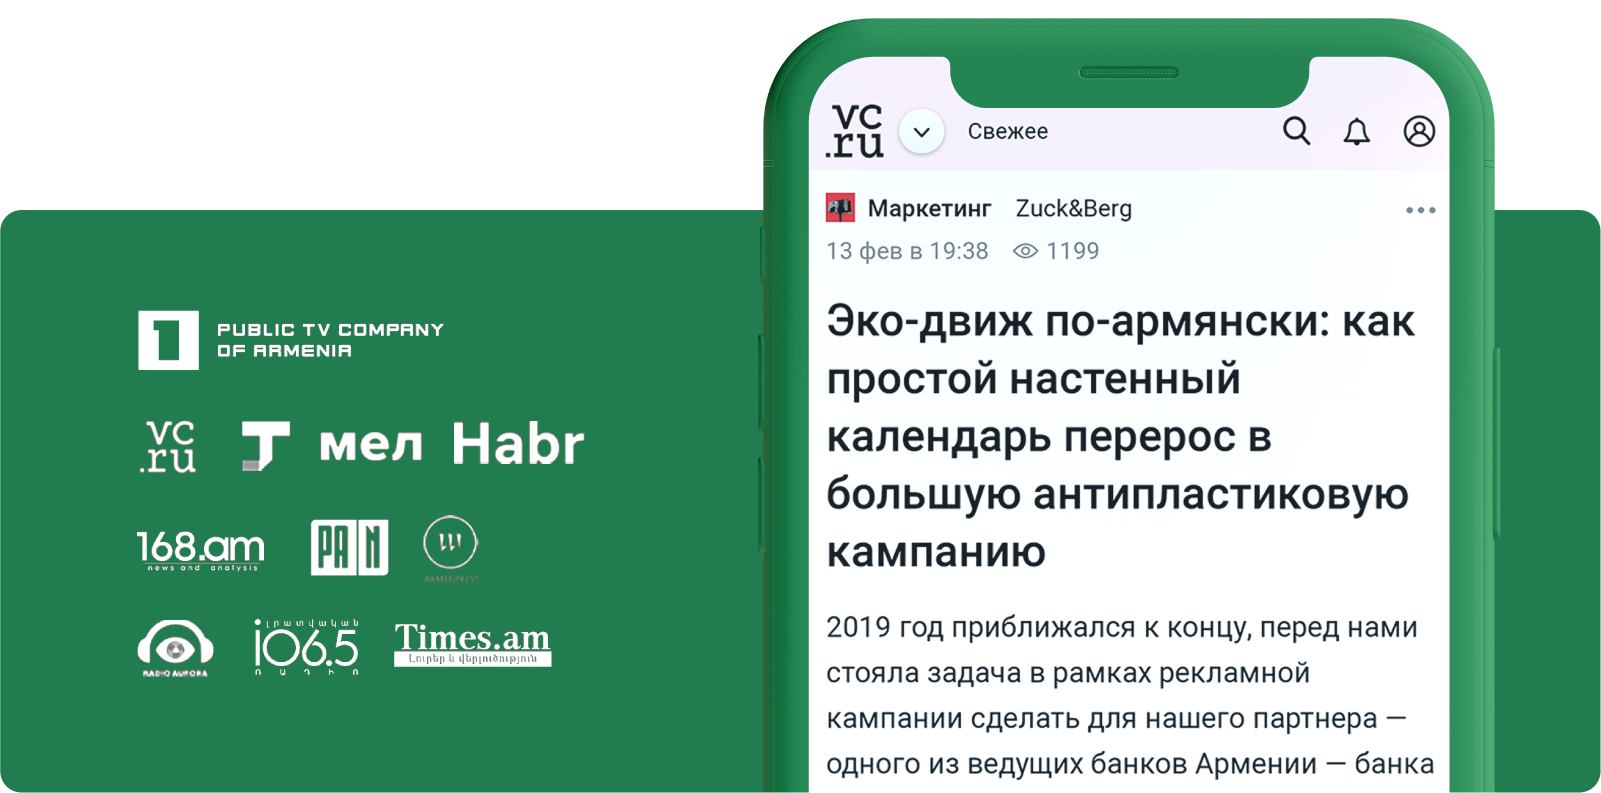 PUBLIC TV COMPANY
OF ARMENIA
vc
.ru
мел
Habr
168.am
news and analysis
PAN
ARMENPRESS
RADIO AURORA
լրատվական
106.5
ՌԱԴԻՈ
Times.am
Լուրեր և վերլուծություն
vc
.ru
Свежее
Маркетинг Zuck&Berg
13 фев в 19:38 1199
Эко-движ по-армянски: как
простой настенный
календарь перерос в
большую антипластиковую
кампанию
2019 год приближался к концу, перед нами
стояла задача в рамках рекламной
кампании сделать для нашего партнера —
одного из ведущих банков Армении — банка